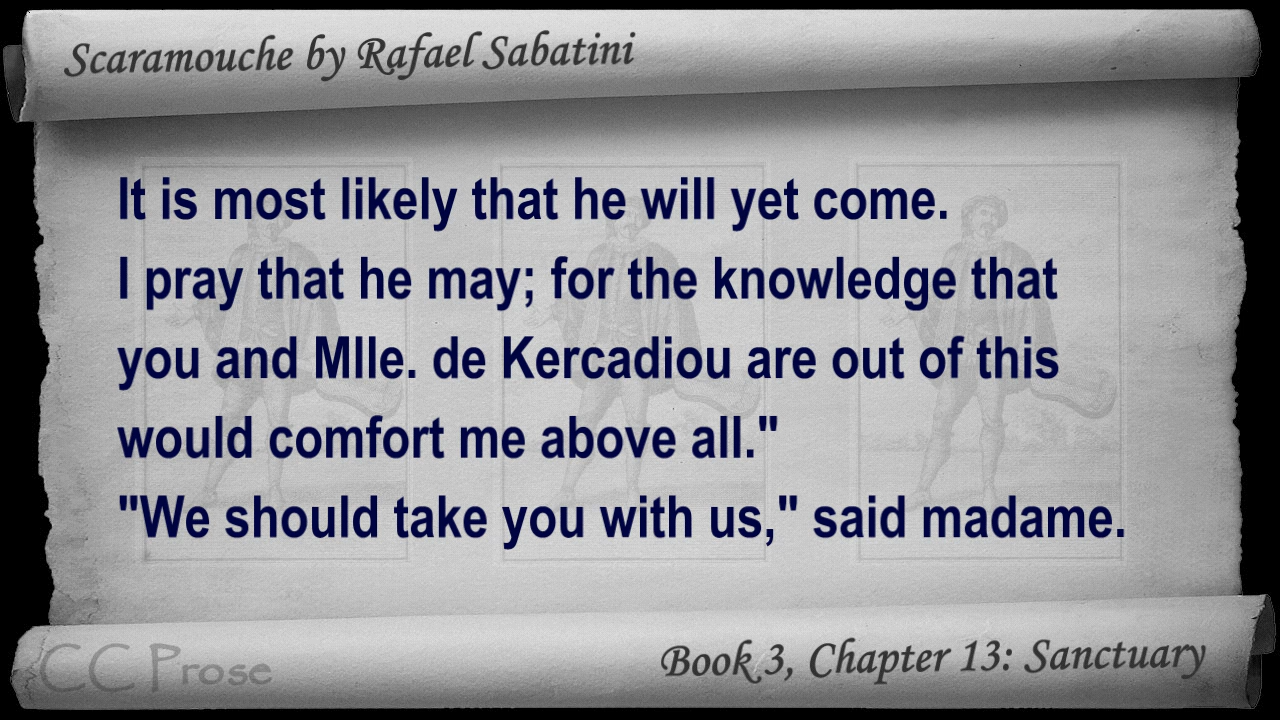 Scaramouche by Rafael Sabatini
It is most likely that he will yet come.
I pray that he may; for the knowledge that
you and Mlle. de Kercadiou are out of this
would comfort me above all."
"We should take you with us," said madame.
CC Prose
Book 3, Chapter 13: Sanctuary